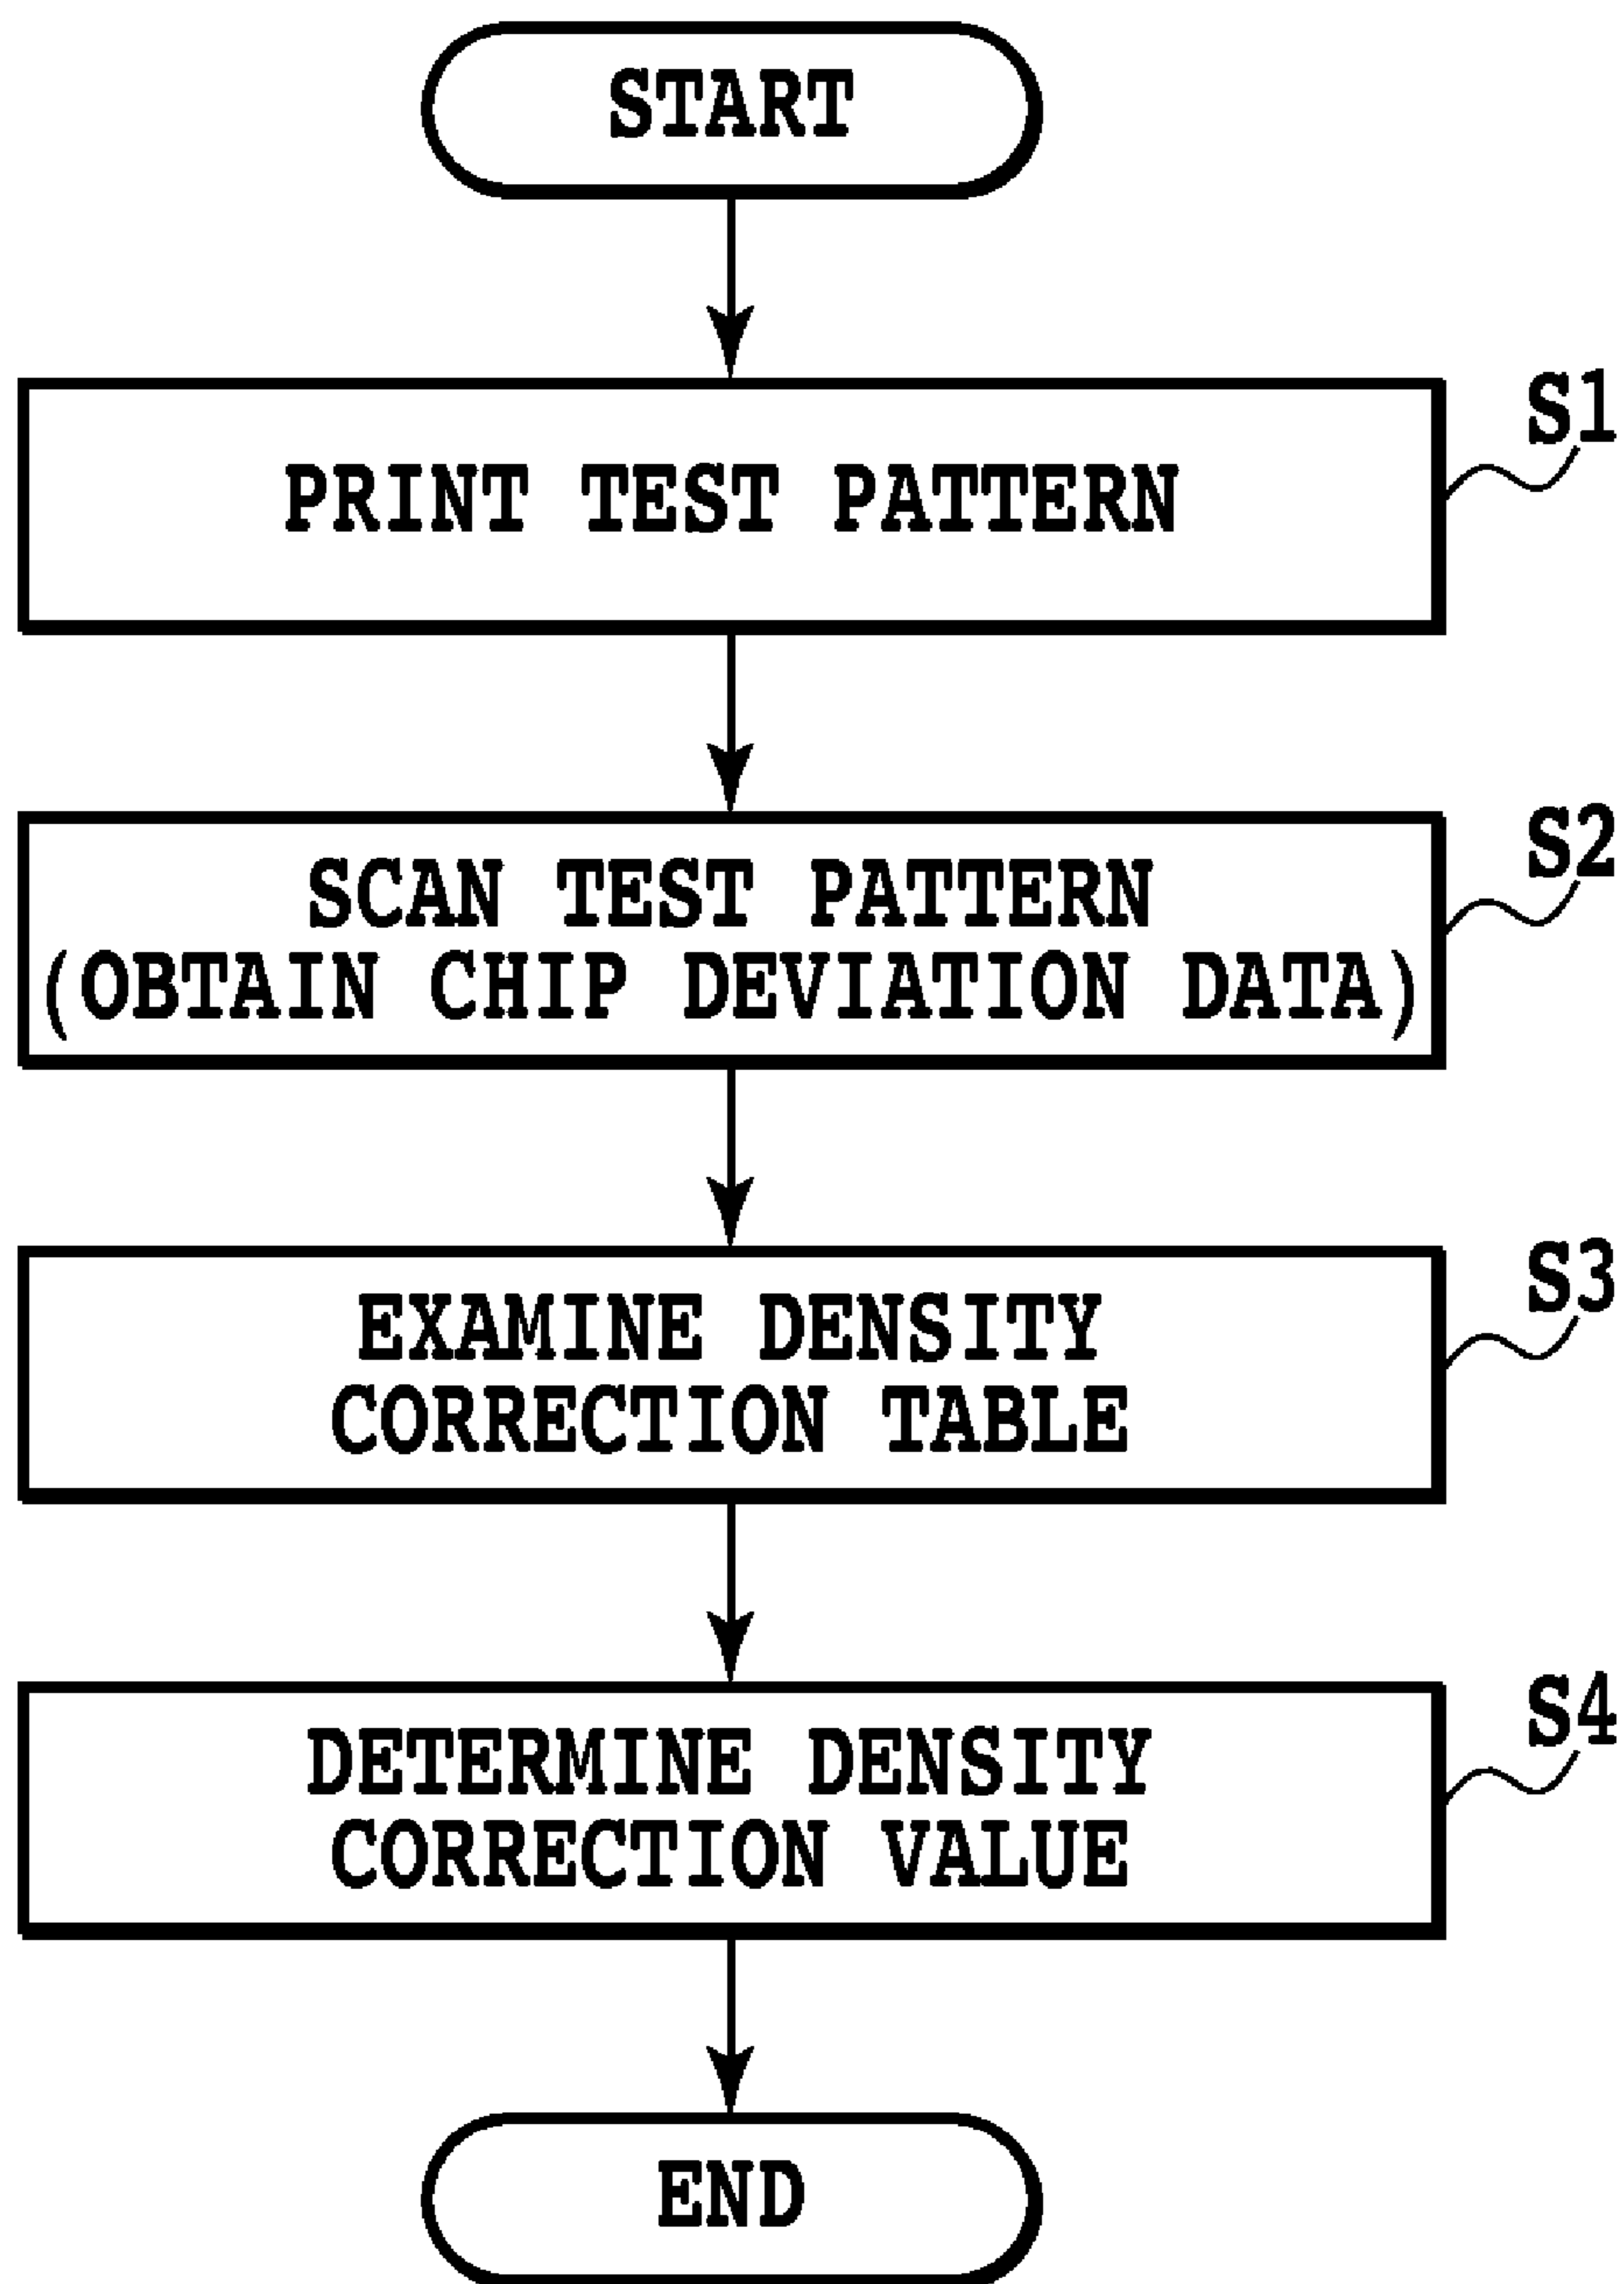 START
S1
PRINT TEST PATTERN
S2
SCAN TEST PATTERN
(OBTAIN CHIP DEVIATION DATA)
S3
EXAMINE DENSITY
CORRECTION TABLE
S4
DETERMINE DENSITY
CORRECTION VALUE
END